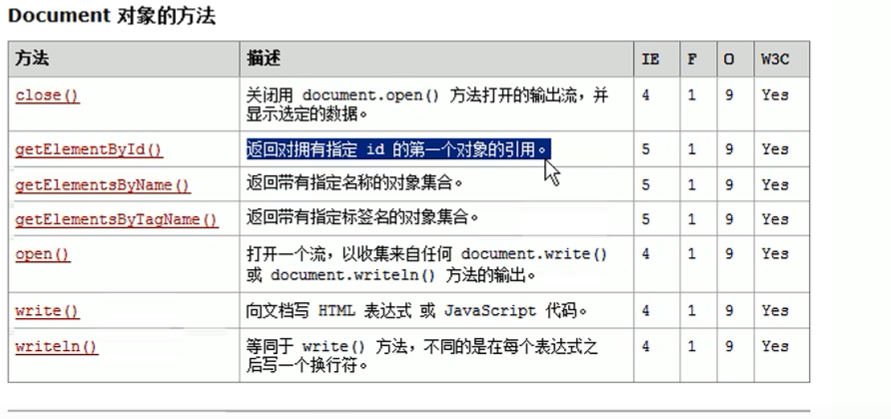 Document 对象的方法
方法 描述 IE F O W3C
close() 关闭用 document.open() 方法打开的输出流，并 4 1 9 Yes
显示选定的数据。
getElementById() 返回对拥有指定 id 的第一个对象的引用。 5 1 9 Yes
getElementsByName() 返回带有指定名称的对象集合。 5 1 9 Yes
getElementsByTagName() 返回带有指定标签名的对象集合。 5 1 9 Yes
open() 打开一个流，以收集来自任何 document.write() 4 1 9 Yes
或 document.writeln() 方法的输出。
write() 向文档写 HTML 表达式 或 JavaScript 代码。 4 1 9 Yes
writeln() 等同于 write() 方法，不同的是在每个表达式之 4 1 9 Yes
后写一个换行符。